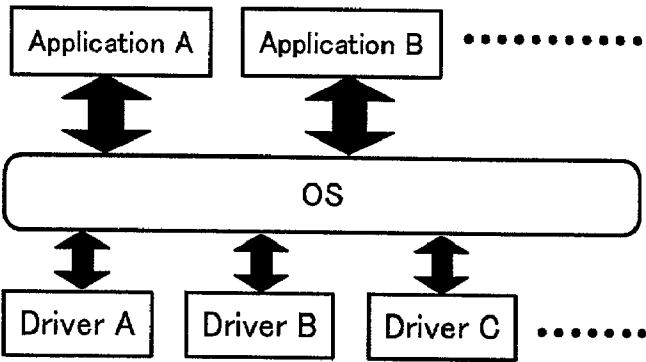 Application A
Application B
OS
Driver A
Driver B
Driver C